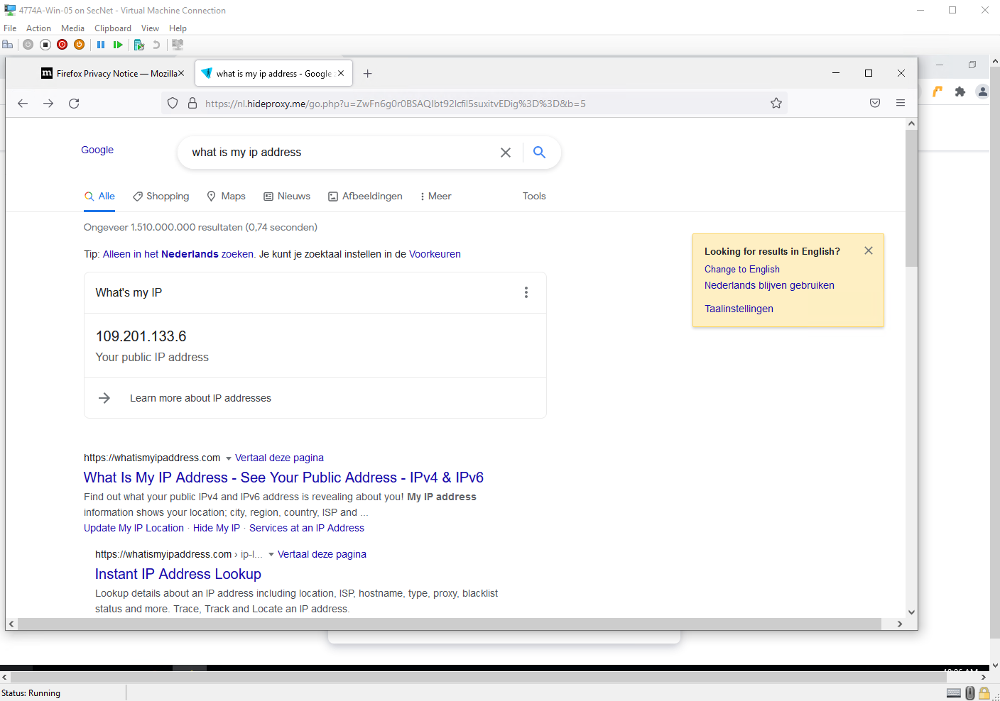 4774A-Win-05 on SecNet - Virtual Machine Connection
File Action Media Clipboard View Help
Firefox Privacy Notice — Mozilla
what is my ip address - Google
https://nl.hideproxy.me/go.php?u=ZwFn6g0r0BSAQIbt92lcfiI5suxitvEDig%3D%3D&b=5
Google
what is my ip address
Alle Shopping Maps Nieuws Afbeeldingen Meer Tools
Ongeveer 1.510.000.000 resultaten (0,74 seconden)
Tip: Alleen in het Nederlands zoeken. Je kunt je zoektaal instellen in de Voorkeuren
Looking for results in English?
Change to English
Nederlands blijven gebruiken
Taalinstellingen
What's my IP
109.201.133.6
Your public IP address
Learn more about IP addresses
https://whatismyipaddress.com Vertaal deze pagina
What Is My IP Address - See Your Public Address - IPv4 & IPv6
Find out what your public IPv4 and IPv6 address is revealing about you! My IP address
information shows your location; city, region, country, ISP and ...
Update My IP Location · Hide My IP · Services at an IP Address
https://whatismyipaddress.com › ip-l... Vertaal deze pagina
Instant IP Address Lookup
Lookup details about an IP address including location, ISP, hostname, type, proxy, blacklist
status and more. Trace, Track and Locate an IP address.
Status: Running